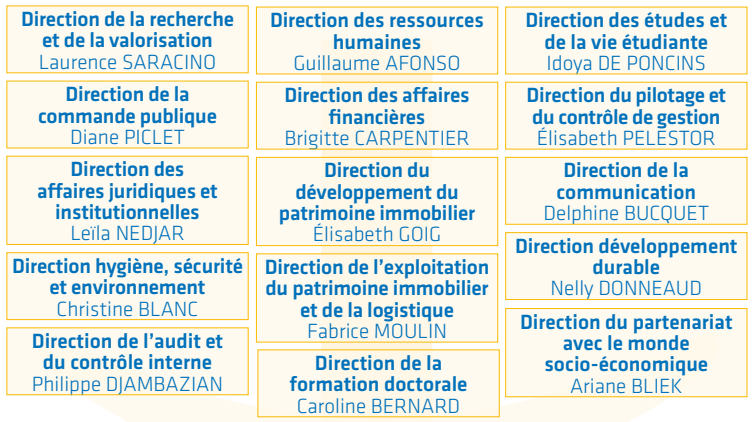 Direction de la recherche
et de la valorisation
Laurence SARACINO
Direction de la
commande publique
Diane PICLET
Direction des
affaires juridiques et
institutionnelles
Leïla NEDJAR
Direction hygiène, sécurité
et environnement
Christine BLANC
Direction de l’audit et
du contrôle interne
Philippe DJAMBAZIAN
Direction des ressources
humaines
Guillaume AFONSO
Direction des affaires
financières
Brigitte CARPENTIER
Direction du
développement du
patrimoine immobilier
Élisabeth GOIG
Direction de l’exploitation
du patrimoine immobilier
et de la logistique
Fabrice MOULIN
Direction de la
formation doctorale
Caroline BERNARD
Direction des études et
de la vie étudiante
Idoya DE PONCINS
Direction du pilotage et
du contrôle de gestion
Élisabeth PELESTOR
Direction de la
communication
Delphine BUCQUET
Direction développement
durable
Nelly DONNEAUD
Direction du partenariat
avec le monde
socio-économique
Ariane BLIEK